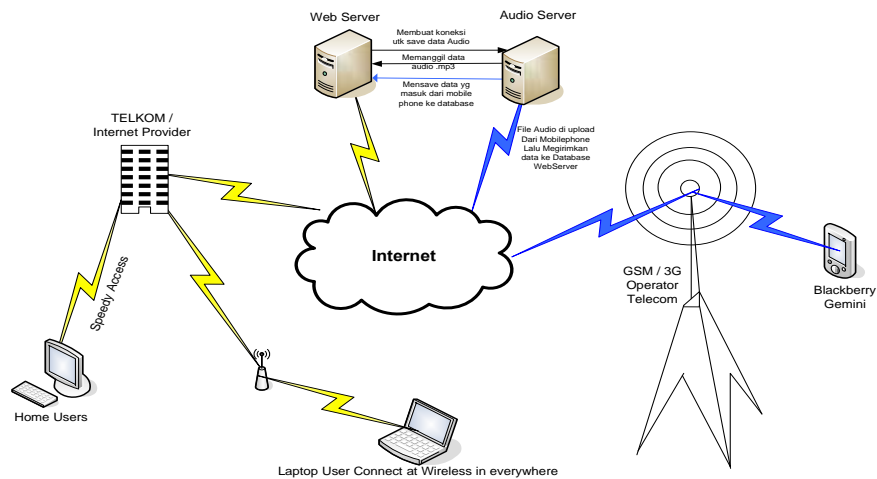 Web Server
Audio Server
Membuat koneksi
utk save data Audio
Memanggil data
audio .mp3
Mensave data yg
masuk dari mobile
phone ke database
TELKOM /
Internet Provider
File Audio di upload
Dari Mobilephone
Lalu Megirimkan
data ke Database
WebServer
Internet
GSM / 3G
Operator
Telecom
Blackberry
Gemini
Speedy Access
Home Users
Laptop User Connect at Wireless in everywhere